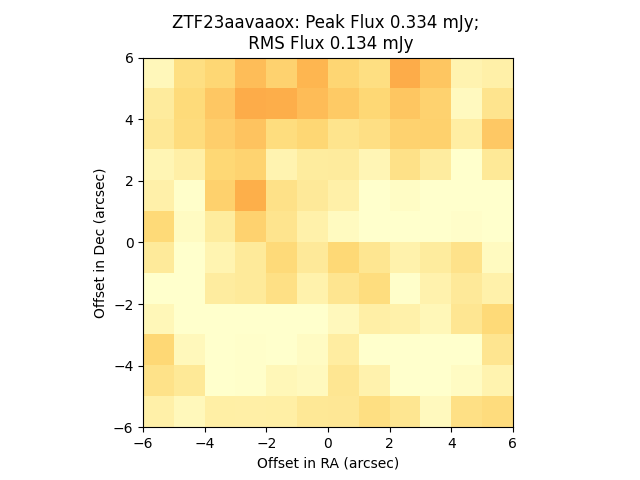 ZTF23aavaaox: Peak Flux 0.334 mJy;
RMS Flux 0.134 mJy
6
4
2
0
−2
−4
−6
Offset in Dec (arcsec)
−6 −4 −2 0 2 4 6
Offset in RA (arcsec)